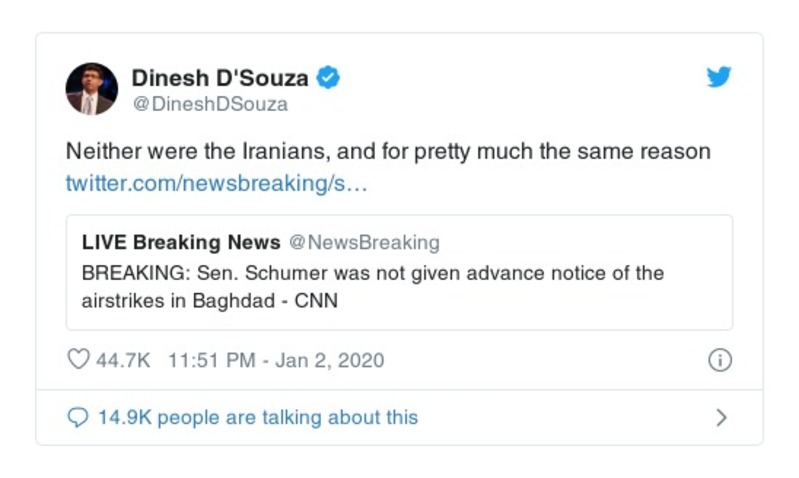 Dinesh D'Souza
@DineshDSouza
Neither were the Iranians, and for pretty much the same reason
twitter.com/newsbreaking/s…
LIVE Breaking News @NewsBreaking
BREAKING: Sen. Schumer was not given advance notice of the
airstrikes in Baghdad - CNN
44.7K 11:51 PM - Jan 2, 2020
14.9K people are talking about this